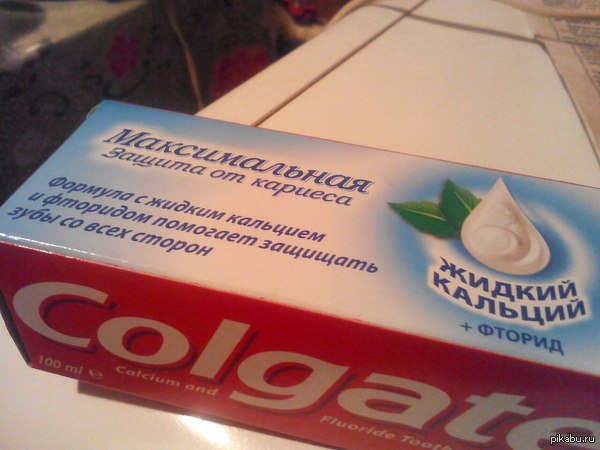 Максимальная
Защита от кариеса
Формула с жидким кальцием
и фторидом помогает защищать
зубы со всех сторон
ЖИДКИЙ
КАЛЬЦИЙ
+ ФТОРИД
Colgate
100 ml e
Calcium and
Fluoride
pikabu.ru